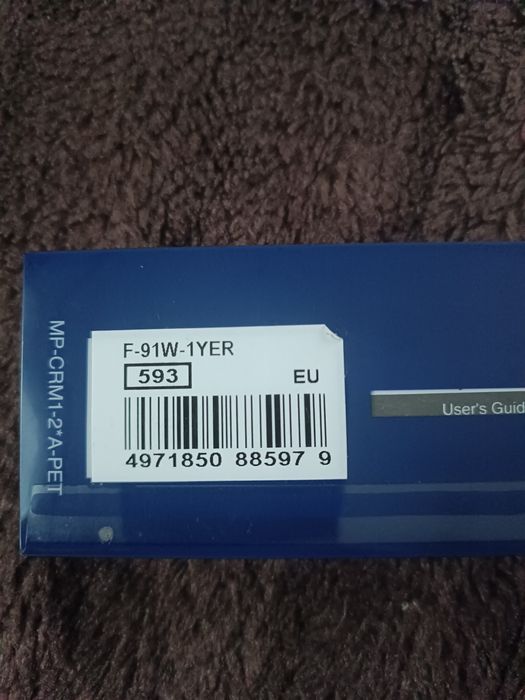 F-91W-1YER
593
EU
4971850 88597 9
MP-CRM1-2*A-PET
User's Guid